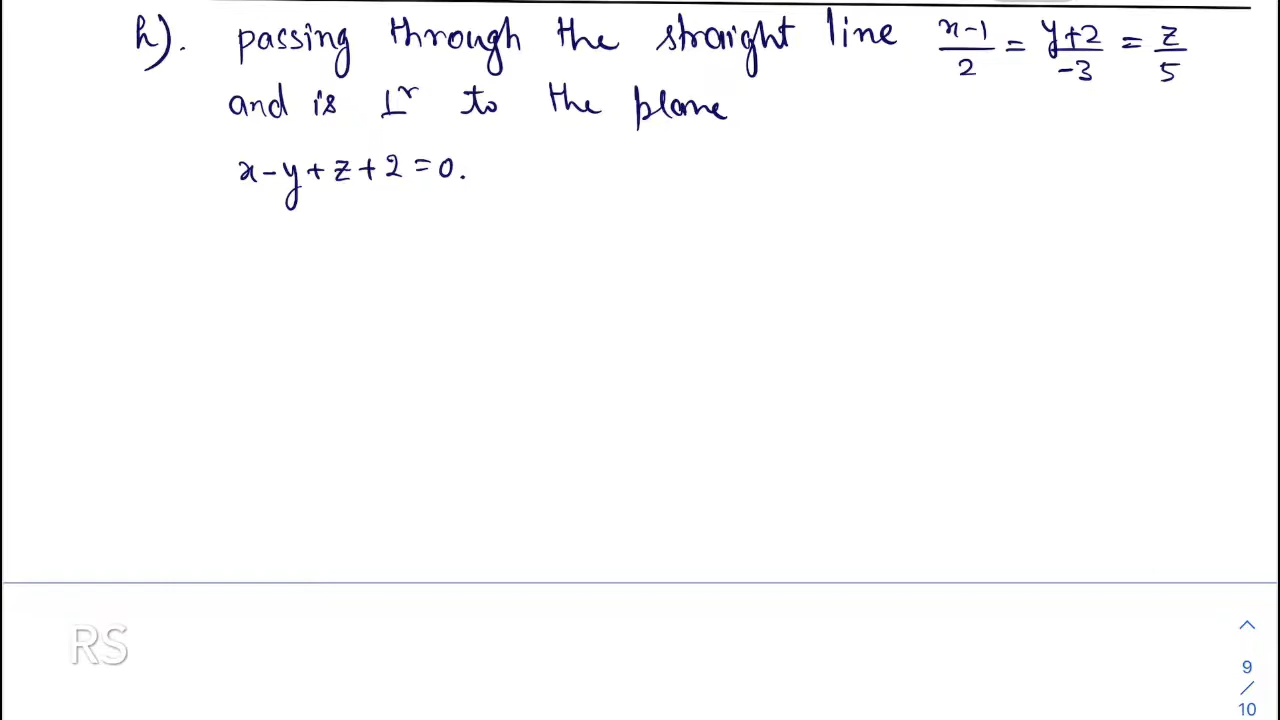 h). passing through the straight line x-1/2 = y+2/-3 = z/5
and is ⊥r to the plane
x-y+z+2=0.
RS
9
/
10